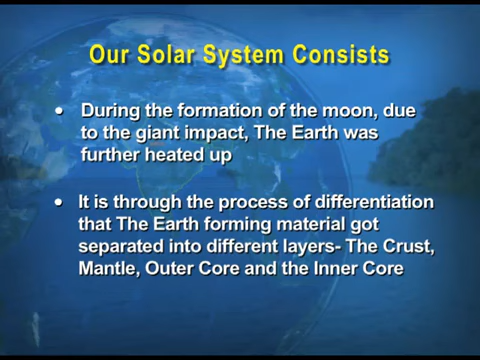 Our Solar System Consists
• During the formation of the moon, due
to the giant impact, The Earth was
further heated up
• It is through the process of differentiation
that The Earth forming material got
separated into different layers- The Crust,
Mantle, Outer Core and the Inner Core